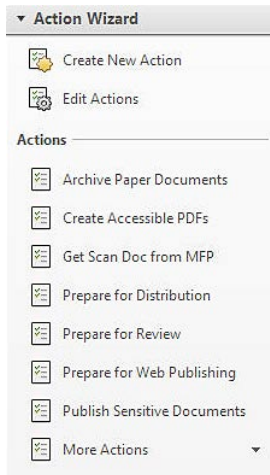 Action Wizard
Create New Action
Edit Actions
Actions
Archive Paper Documents
Create Accessible PDFs
Get Scan Doc from MFP
Prepare for Distribution
Prepare for Review
Prepare for Web Publishing
Publish Sensitive Documents
More Actions